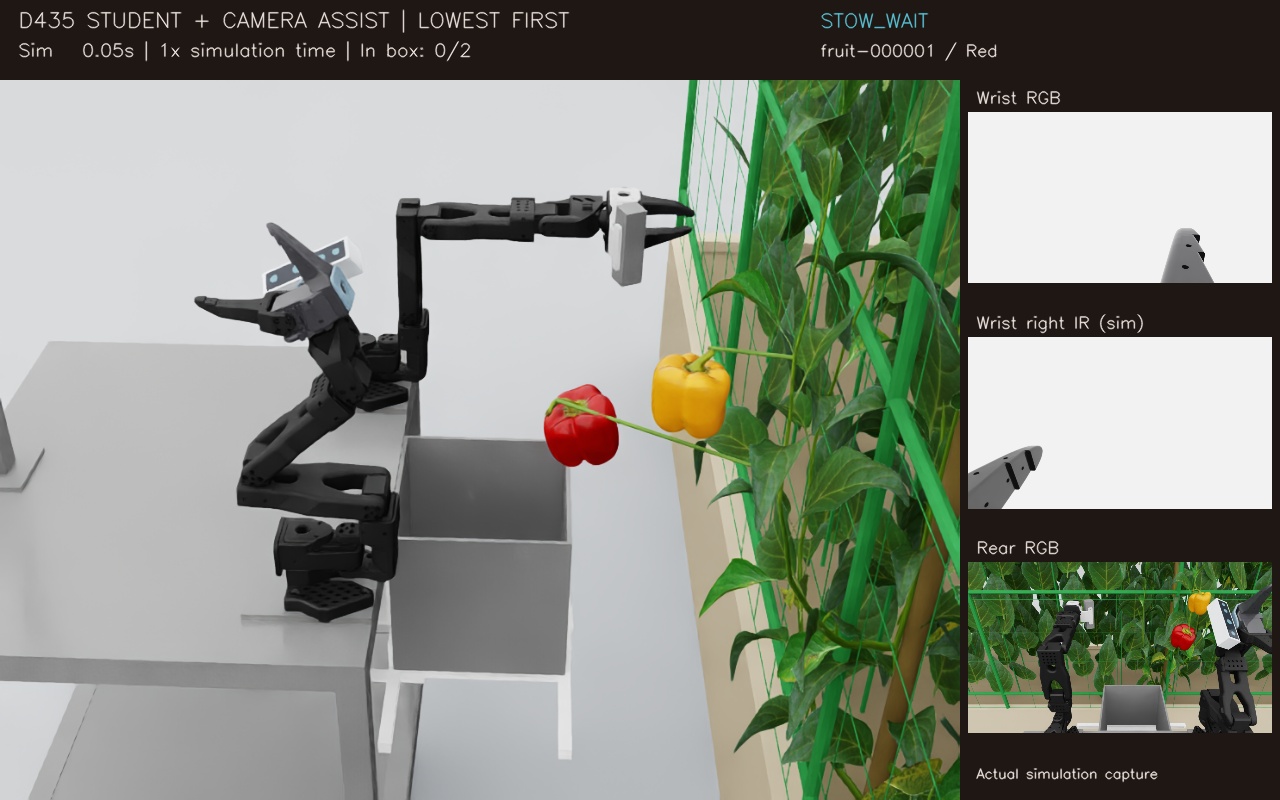 D435 STUDENT + CAMERA ASSIST | LOWEST FIRST
Sim 0.05s | 1x simulation time | In box: 0/2
STOW_WAIT
fruit-000001 / Red
Wrist RGB
Wrist right IR (sim)
Rear RGB
Actual simulation capture